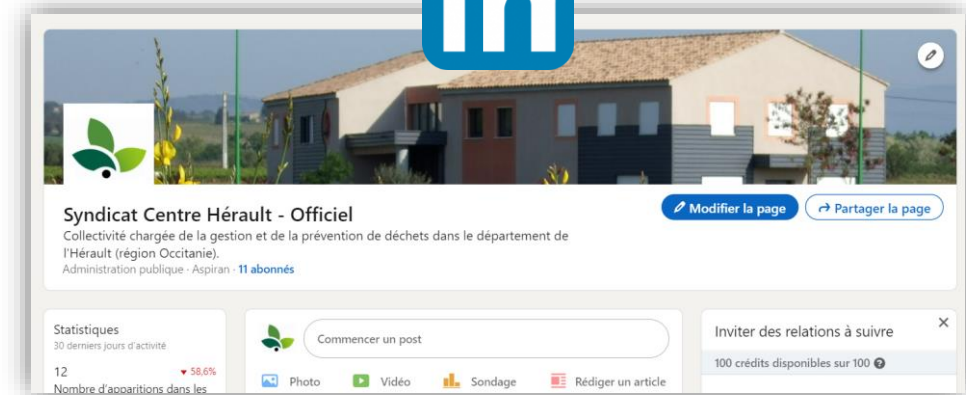 in
Syndicat Centre Hérault - Officiel
Collectivité chargée de la gestion et de la prévention de déchets dans le département de
l'Hérault (région Occitanie).
Administration publique · Aspiran · 11 abonnés
Modifier la page
Partager la page
Statistiques
30 derniers jours d'activité
12
58,6%
Nombre d'apparitions dans les
Commencer un post
Photo
Vidéo
Sondage
Rédiger un article
Inviter des relations à suivre
100 crédits disponibles sur 100